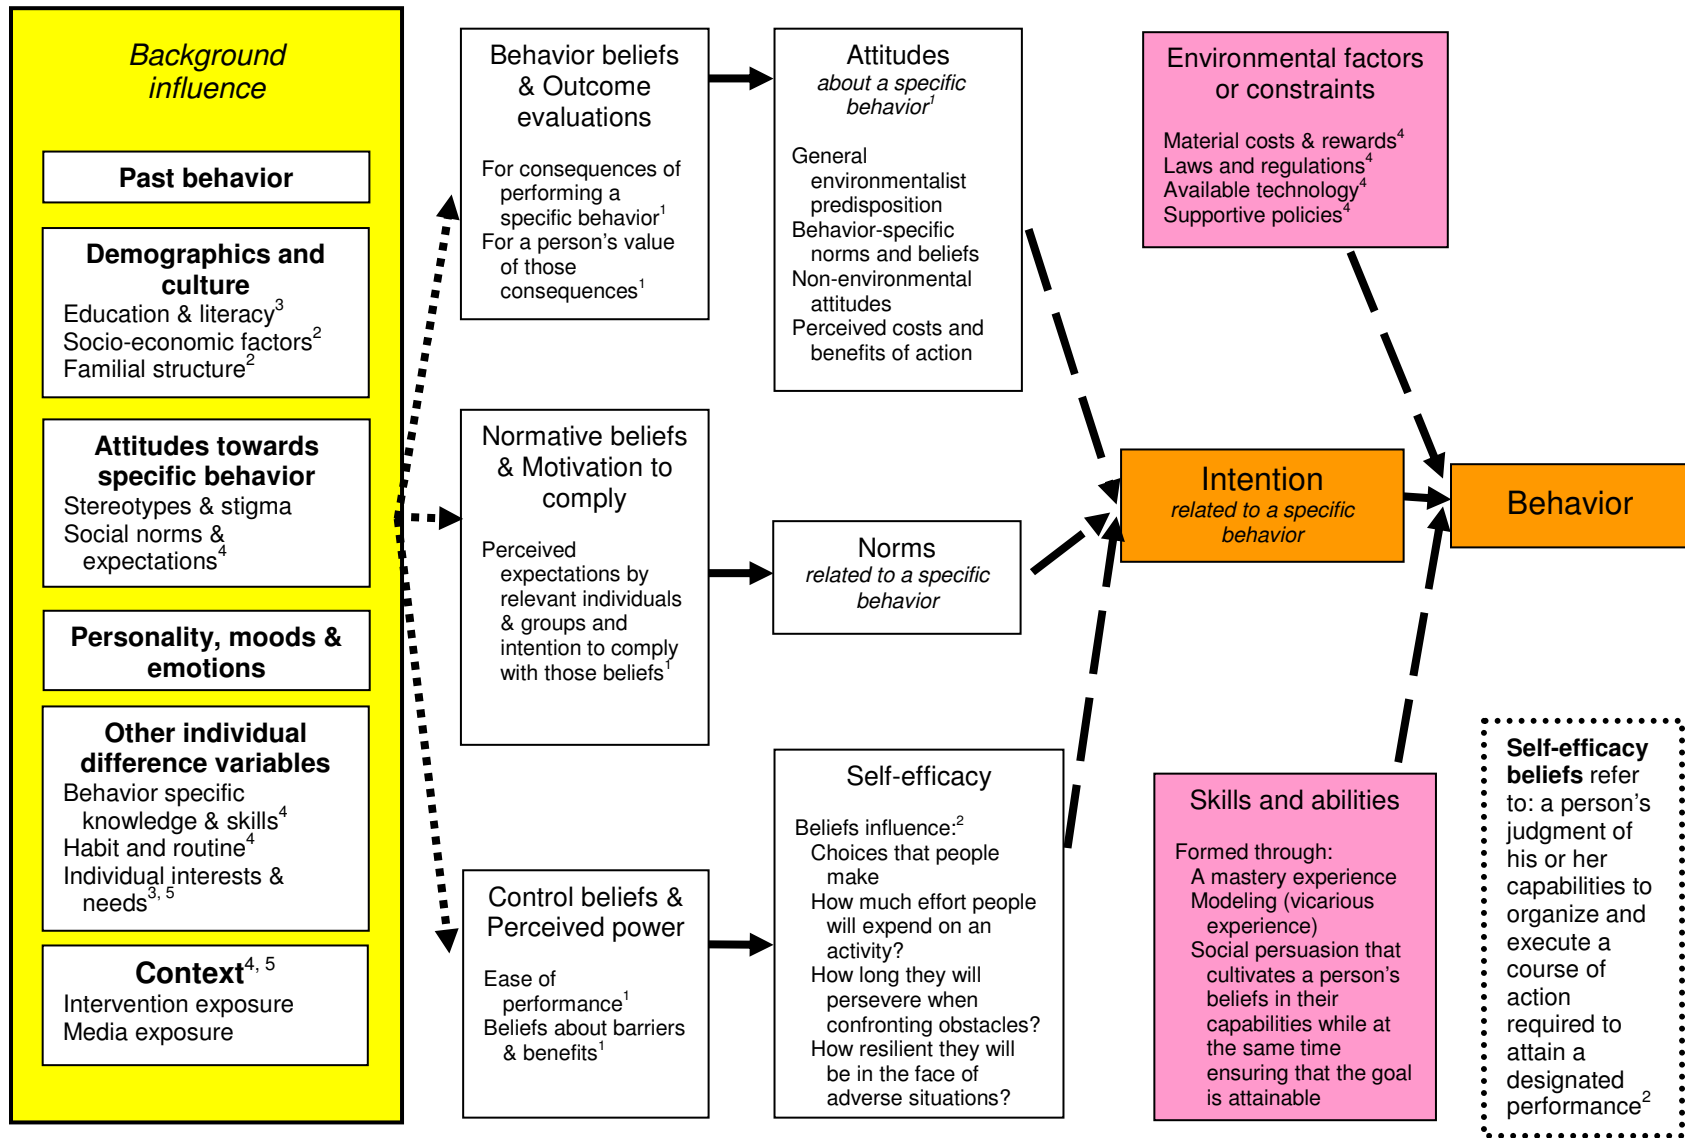 Background
influence
Past behavior
Demographics and
culture
Education & literacy3
Socio-economic factors2
Familial structure2
Attitudes towards
specific behavior
Stereotypes & stigma
Social norms &
expectations4
Personality, moods &
emotions
Other individual
difference variables
Behavior specific
knowledge & skills4
Habit and routine4
Individual interests &
needs3, 5
Context4, 5
Intervention exposure
Media exposure
Behavior beliefs
& Outcome
evaluations
For consequences of
performing a
specific behavior1
For a person’s value
of those
consequences1
Normative beliefs
& Motivation to
comply
Perceived
expectations by
relevant individuals
& groups and
intention to comply
with those beliefs1
Control beliefs &
Perceived power
Ease of
performance1
Beliefs about barriers
& benefits1
Attitudes
about a specific
behavior1
General
environmentalist
predisposition
Behavior-specific
norms and beliefs
Non-environmental
attitudes
Perceived costs and
benefits of action
Norms
related to a specific
behavior
Self-efficacy
Beliefs influence:2
Choices that people
make
How much effort people
will expend on an
activity?
How long they will
persevere when
confronting obstacles?
How resilient they will
be in the face of
adverse situations?
Environmental factors
or constraints
Material costs & rewards4
Laws and regulations4
Available technology4
Supportive policies4
Intention
related to a specific
behavior
Behavior
Skills and abilities
Formed through:
A mastery experience
Modeling (vicarious
experience)
Social persuasion that
cultivates a person’s
beliefs in their
capabilities while at
the same time
ensuring that the goal
is attainable
Self-efficacy
beliefs refer
to: a person’s
judgment of
his or her
capabilities to
organize and
execute a
course of
action
required to
attain a
designated
performance2